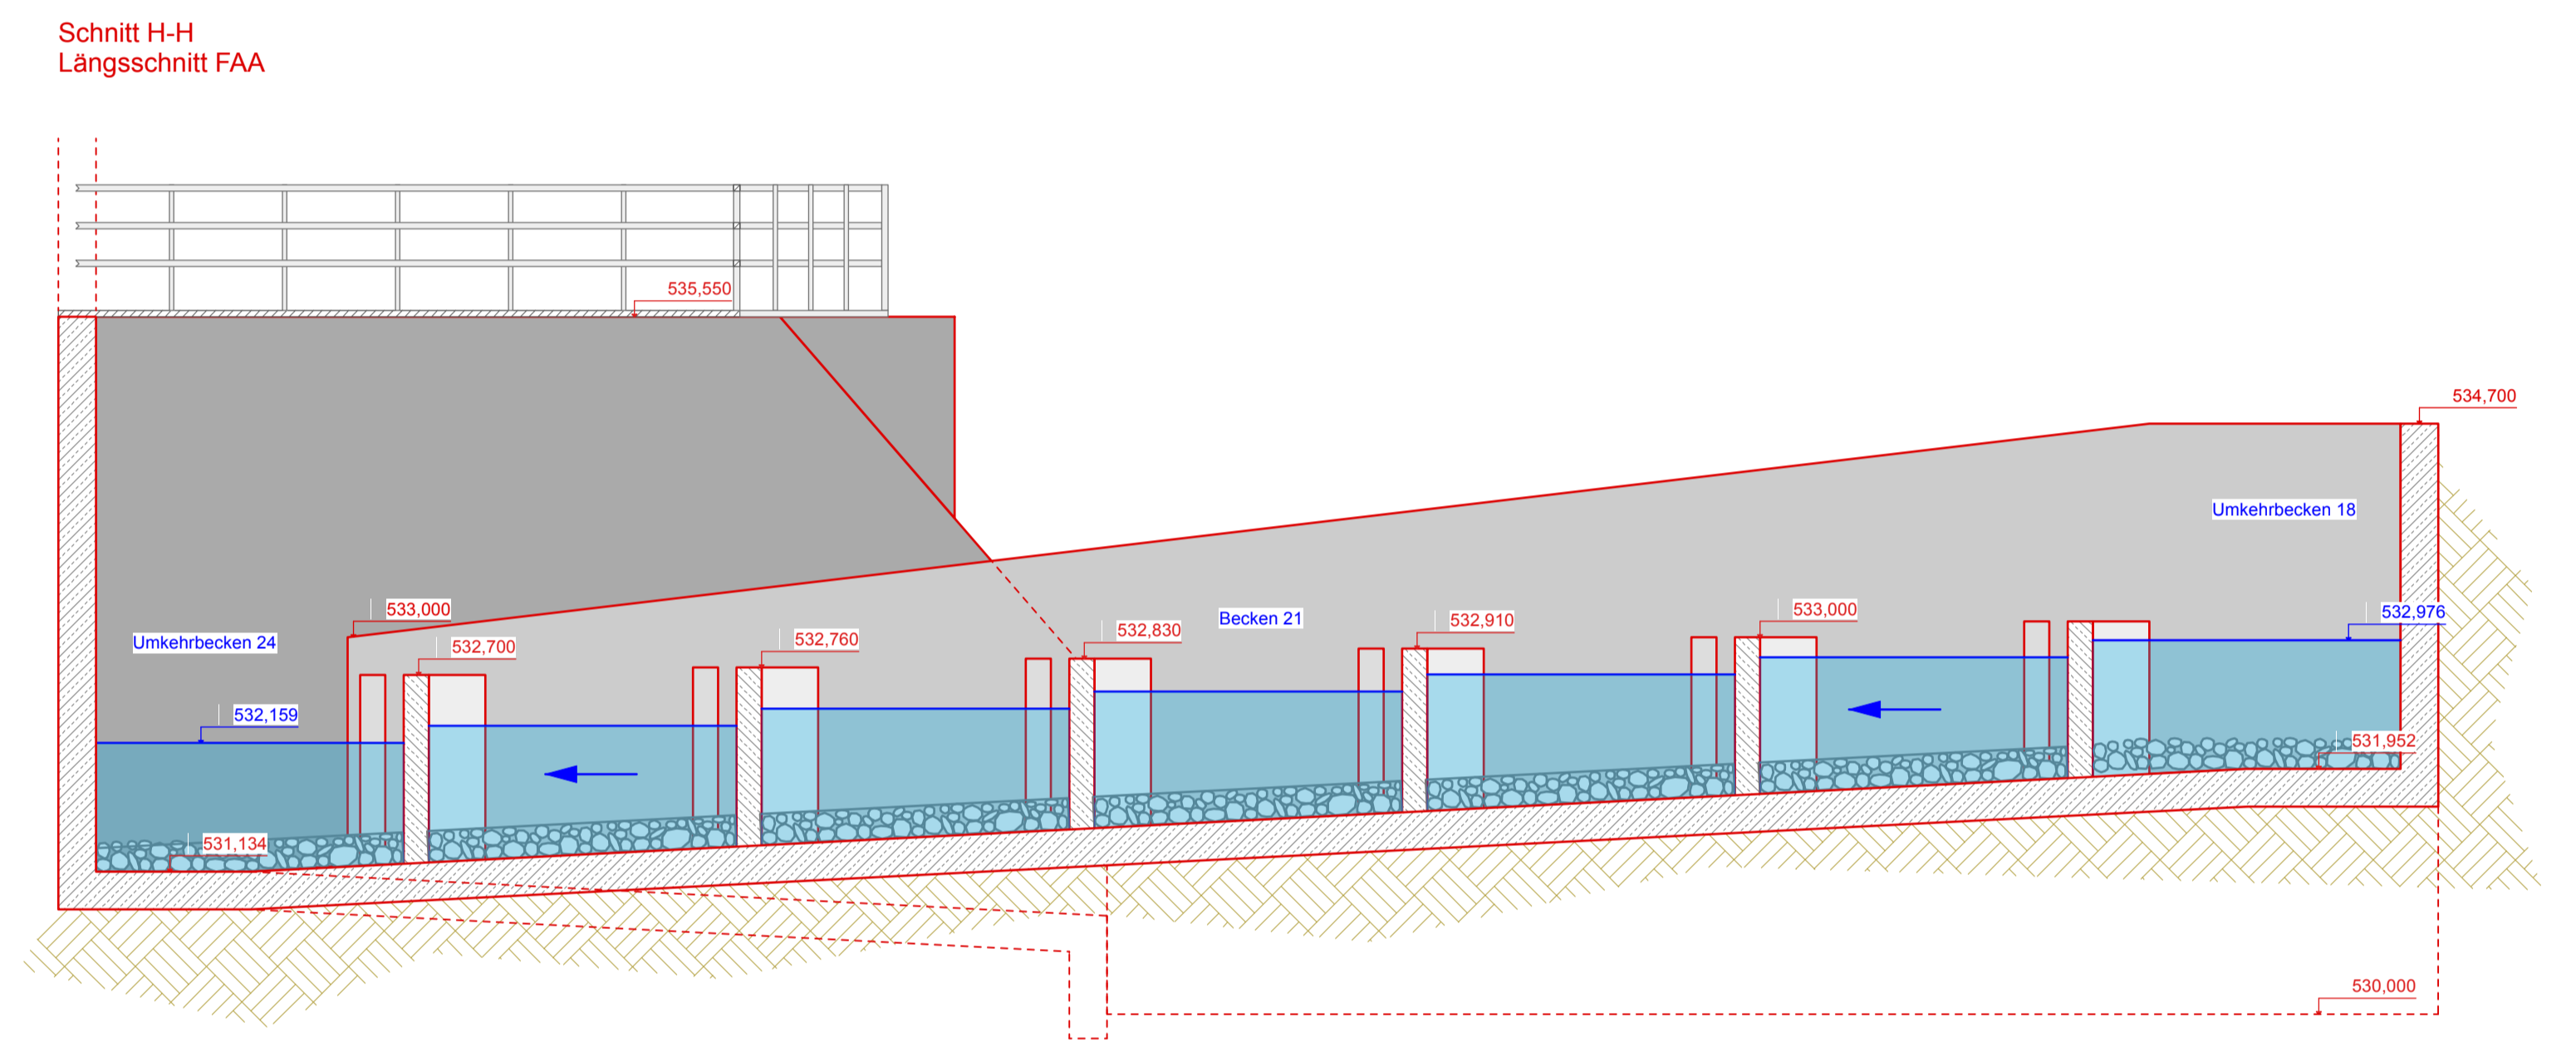 Schnitt H-H
Längsschnitt FAA
535,550
534,700
Umkehrbecken 18
533,000
532,700
532,760
532,830
Becken 21
532,910
533,000
532,976
Umkehrbecken 24
532,159
531,952
531,134
530,000